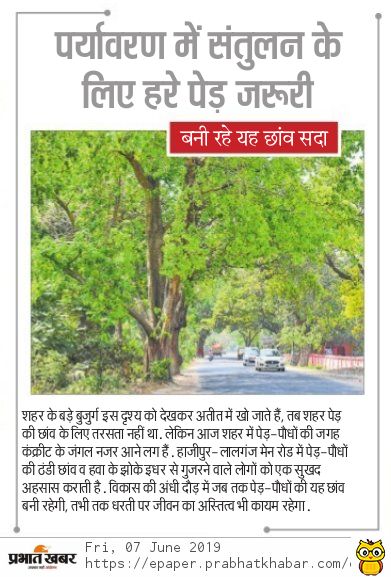 पर्यावरण में संतुलन के
लिए हरे पेड़ जरूरी
बनी रहे यह छांव सदा
शहर के बड़े बुजुर्ग इस दृश्य को देखकर अतीत में खो जाते हैं, तब शहर पेड़
की छांव के लिए तरसता नहीं था. लेकिन आज शहर में पेड़-पौधों की जगह
कंक्रीट के जंगल नजर आने लग हैं. हाजीपुर- लालगंज मेन रोड में पेड़-पौधों
की ठंडी छांव व हवा के झोके इधर से गुजरने वाले लोगों को एक सुखद
अहसास कराती है. विकास की अंधी दौड़ में जब तक पेड़-पौधों की यह छांव
बनी रहेगी, तभी तक धरती पर जीवन का अस्तित्व भी कायम रहेगा.
प्रभात खबर
Fri, 07 June 2019
https://epaper.prabhatkhabar.com/